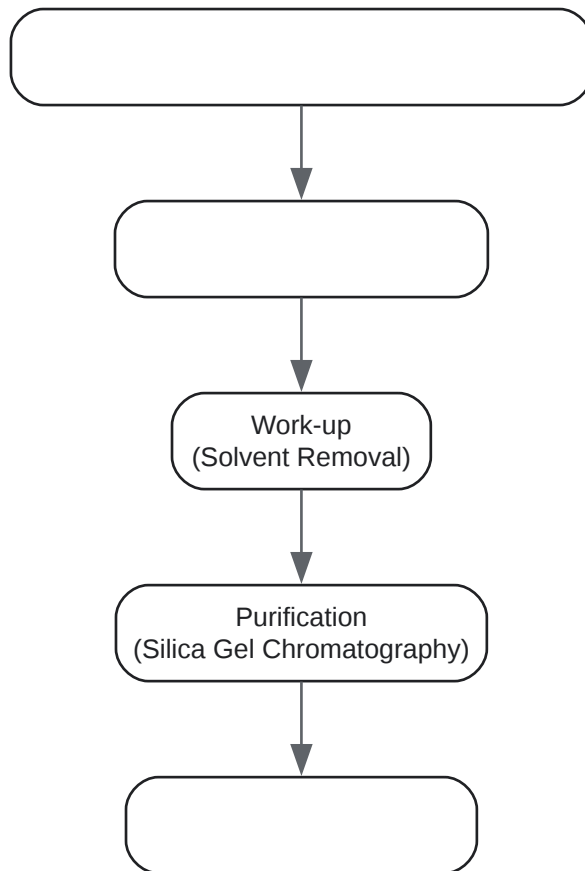 Work-up
(Solvent Removal)
Purification
(Silica Gel Chromatography)